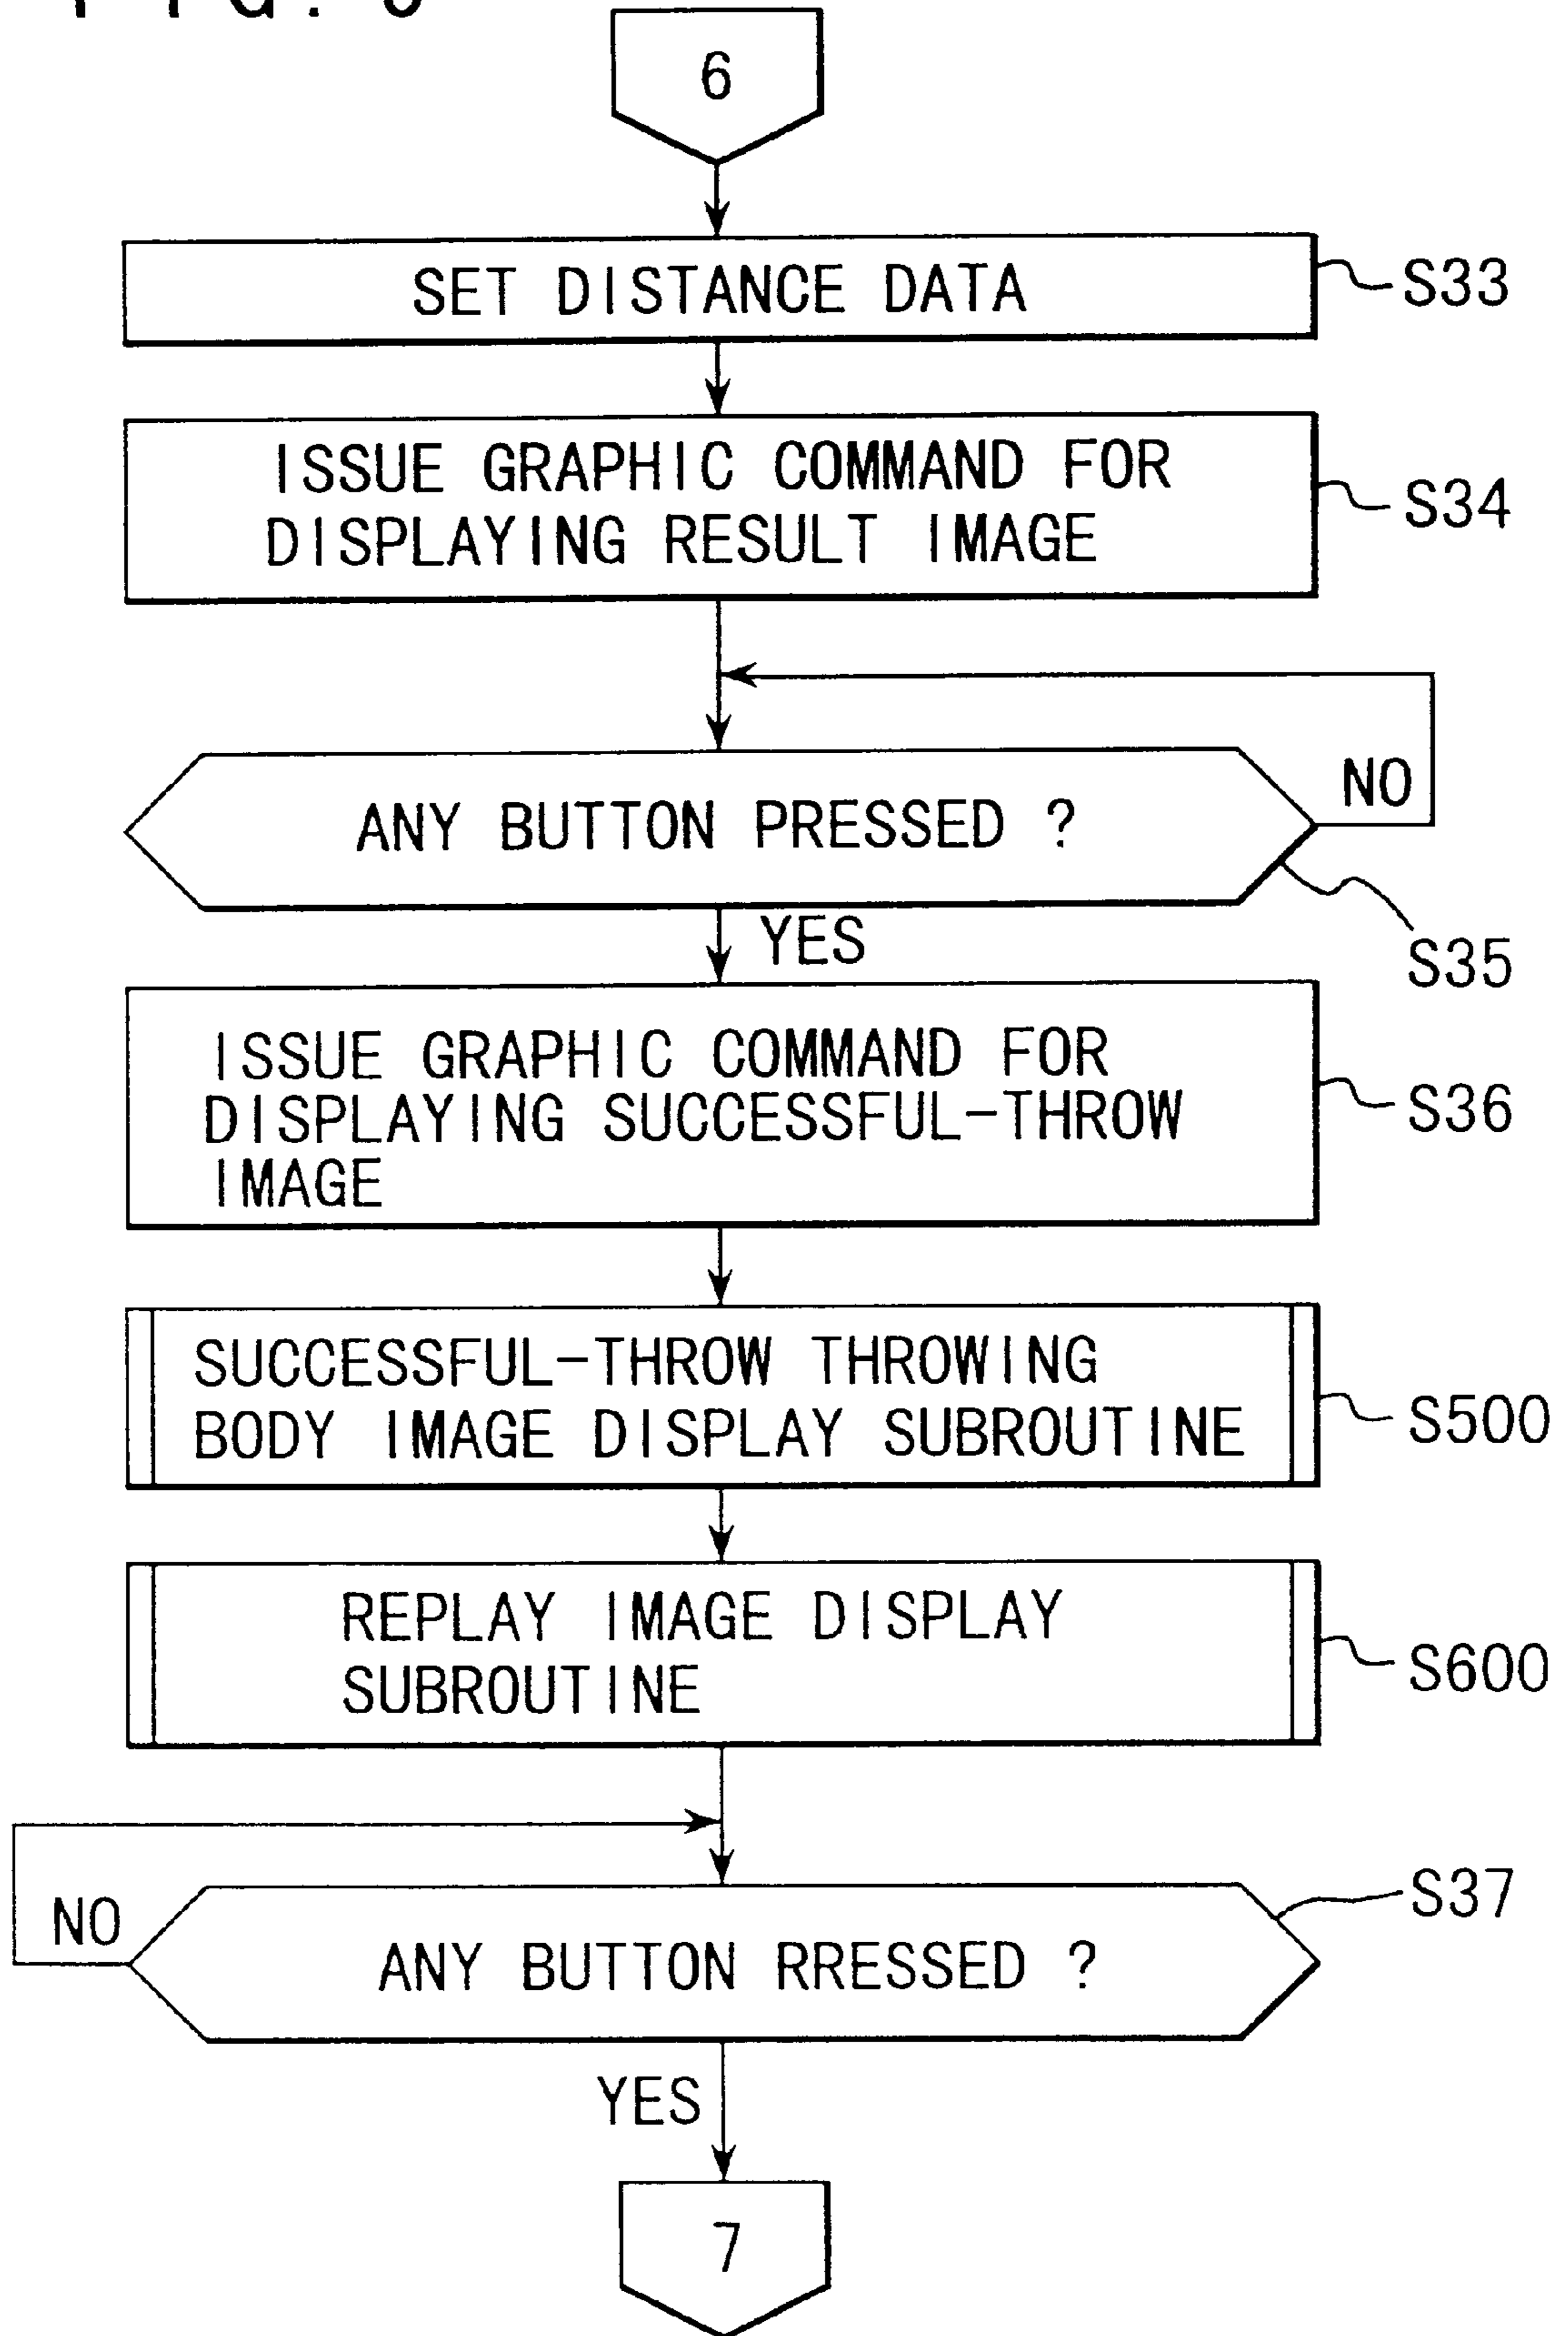 6
SET DISTANCE DATA
S33
ISSUE GRAPHIC COMMAND FOR
DISPLAYING RESULT IMAGE
S34
NO
ANY BUTTON PRESSED ?
S35
YES
ISSUE GRAPHIC COMMAND FOR
DISPLAYING SUCCESSFUL-THROW
IMAGE
S36
SUCCESSFUL-THROW THROWING
BODY IMAGE DISPLAY SUBROUTINE
S500
REPLAY IMAGE DISPLAY
SUBROUTINE
S600
NO
S37
ANY BUTTON RRESSED ?
YES
7